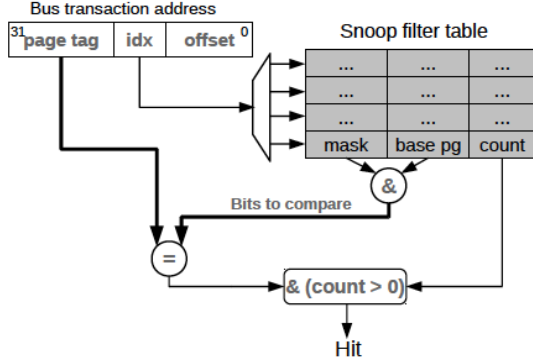 Bus transaction address
31 page tag idx offset 0
Snoop filter table
... ... ...
... ... ...
... ... ...
mask base pg count
&
Bits to compare
=
& (count > 0)
Hit